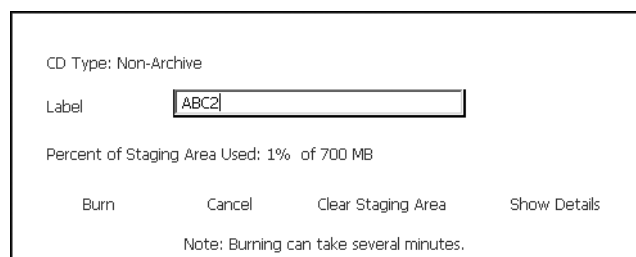 CD Type: Non-Archive
Label ABC2
Percent of Staging Area Used: 1% of 700 MB
Burn Cancel Clear Staging Area Show Details
Note: Burning can take several minutes.